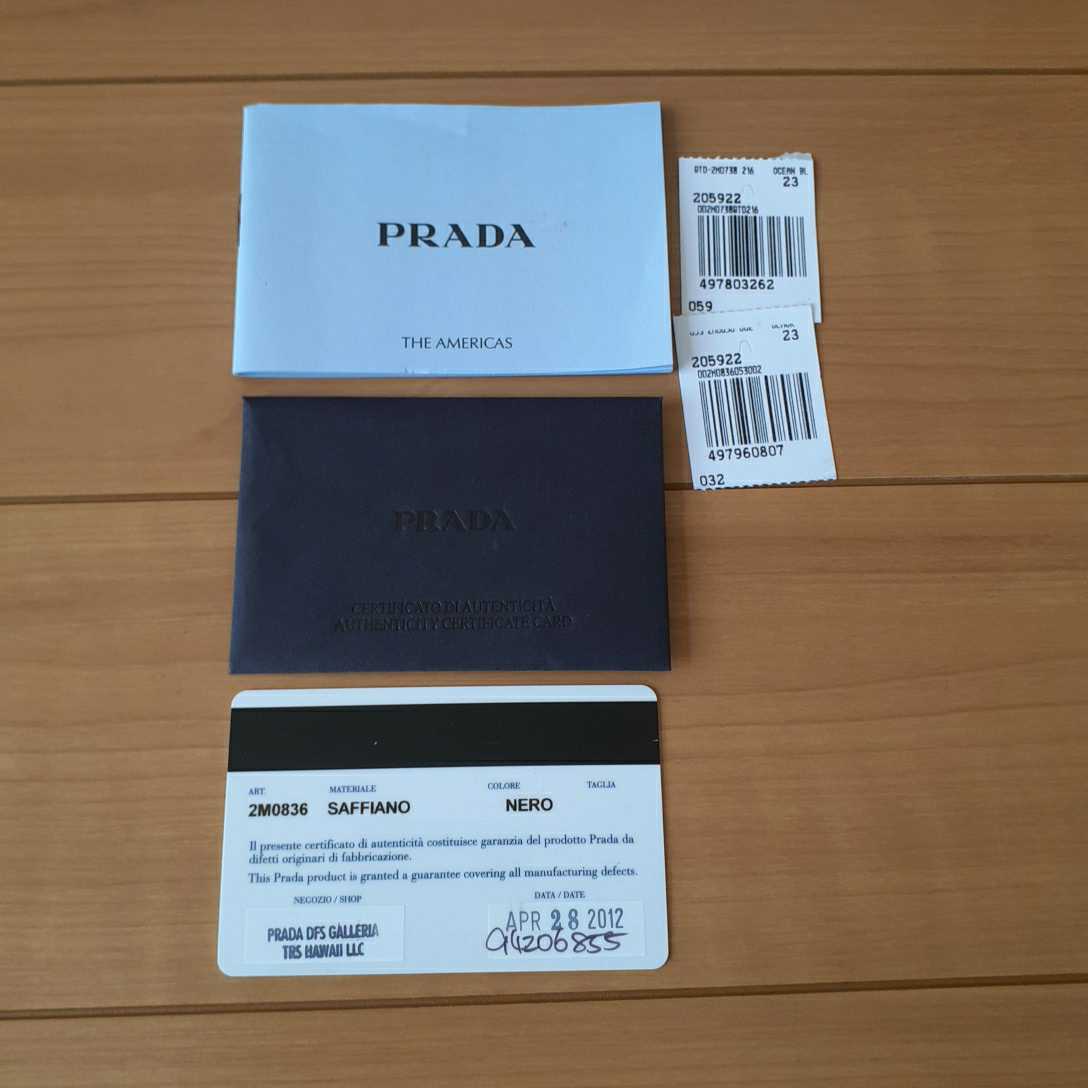 PRADA
THE AMERICAS
RTD-2M0738 216 OCEAN BL
23
205922
002M0738RTD216
497803262
059
23
205922
002M0836053002
497960807
032
PRADA
CERTIFICATO DI AUTENTICITÀ
AUTHENTICITY CERTIFICATE CARD
ART. MATERIALE COLORE TAGLIA
2M0836 SAFFIANO NERO
Il presente certificato di autenticità costituisce garanzia del prodotto Prada da
difetti originari di fabbricazione.
This Prada product is granted a guarantee covering all manufacturing defects.
NEGOZIO / SHOP DATA / DATE
PRADA DFS GALLERIA APR 28 2012
TRS HAWAII LLC 94206855